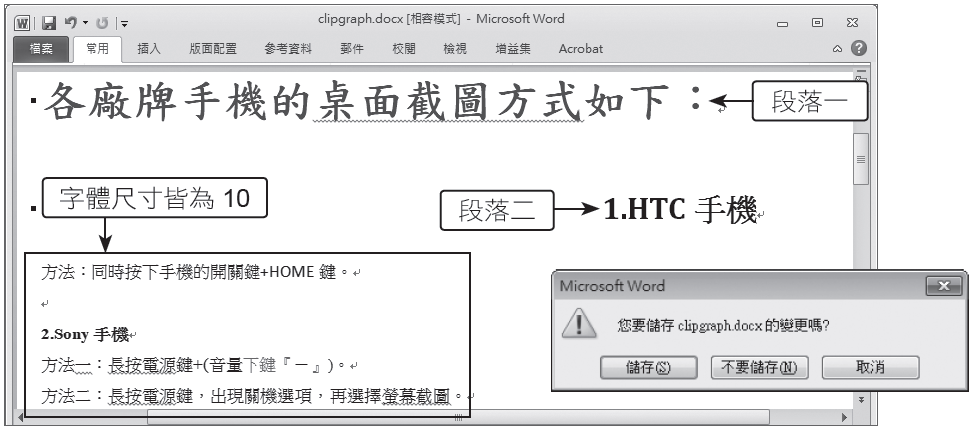 clipgraph.docx [相容模式] - Microsoft Word
檔案 常用 插入 版面配置 參考資料 郵件 校閱 檢視 增益集 Acrobat
各廠牌手機的桌面截圖方式如下：
段落一
字體尺寸皆為 10
段落二
1.HTC 手機
方法：同時按下手機的開關鍵+HOME 鍵。
2.Sony 手機
方法一：長按電源鍵+(音量下鍵『－』)。
方法二：長按電源鍵，出現關機選項，再選擇螢幕截圖。
Microsoft Word
您要儲存 clipgraph.docx 的變更嗎?
儲存(S) 不要儲存(N) 取消